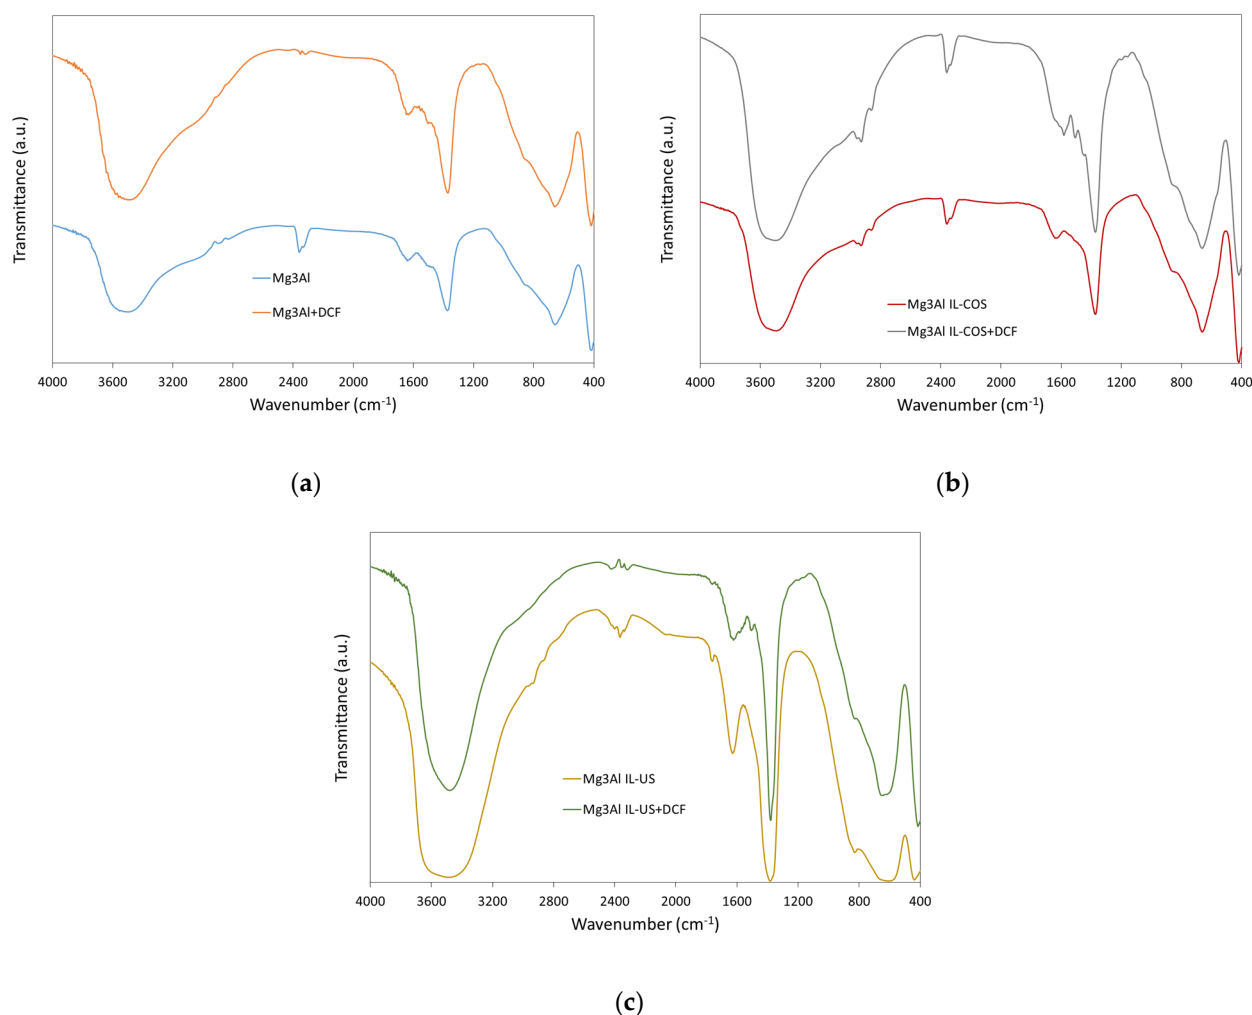 Transmittance (a.u.)
Mg3Al
Mg3Al+DCF
4000 3600 3200 2800 2400 2000 1600 1200 800 400
Wavenumber (cm-1)
(a)
Transmittance (a.u.)
Mg3Al IL-COS
Mg3Al IL-COS+DCF
4000 3600 3200 2800 2400 2000 1600 1200 800 400
Wavenumber (cm-1)
(b)
Transmittance (a.u.)
Mg3Al IL-US
Mg3Al IL-US+DCF
4000 3600 3200 2800 2400 2000 1600 1200 800 400
Wavenumber (cm-1)
(c)